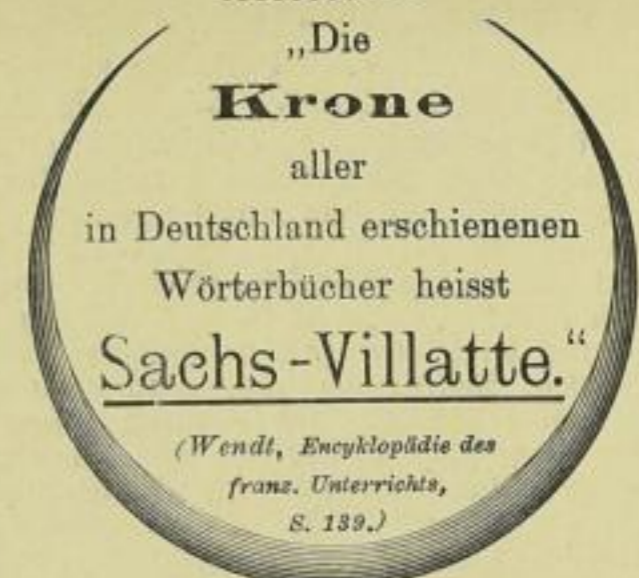 „Die
Krone
aller
in Deutschland erschienenen
Wörterbücher heisst
Sachs-Villatte.“
(Wendt, Encyklopädie des
franz. Unterrichts,
S. 139.)